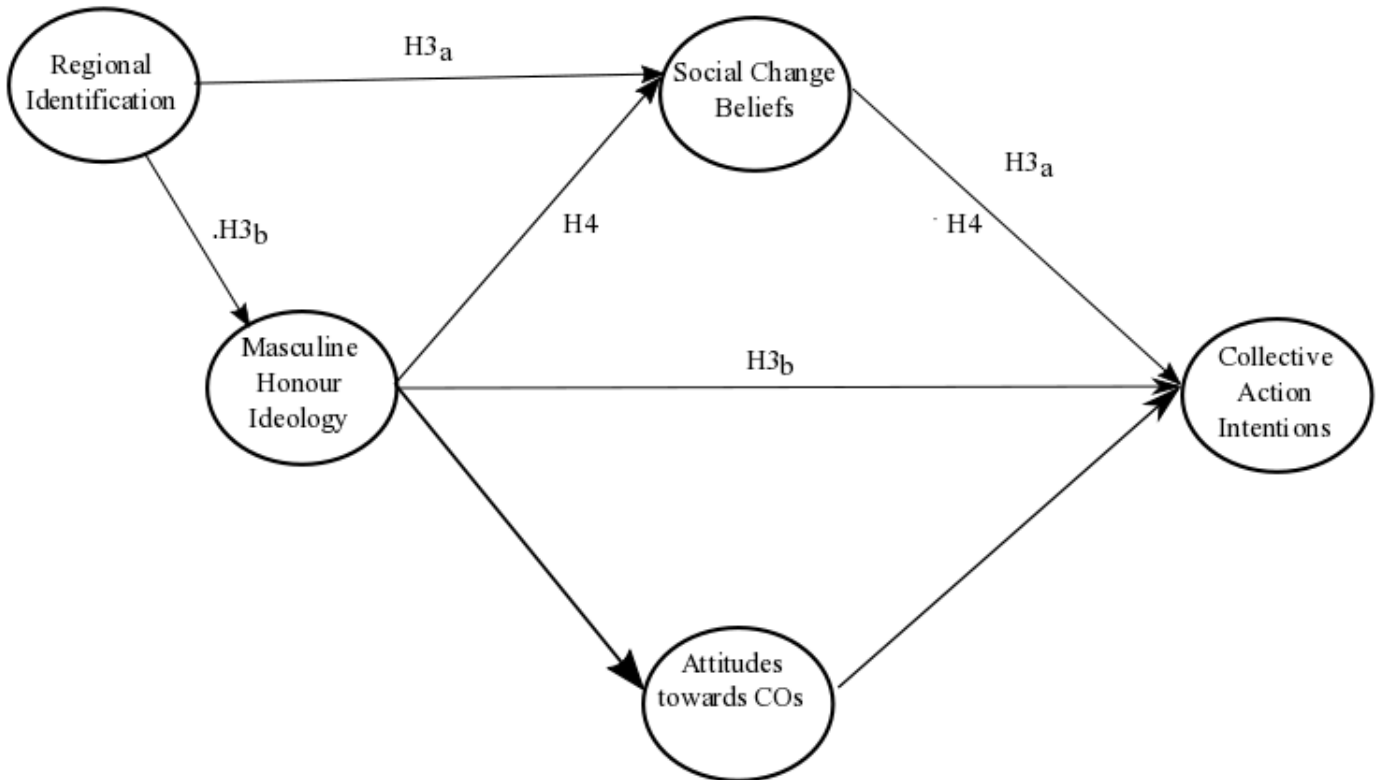 Regional
Identification
H3a
Social Change
Beliefs
H3a
.H3b
H4
H4
Masculine
Honour
Ideology
H3b
Collective
Action
Intentions
Attitudes
towards COs